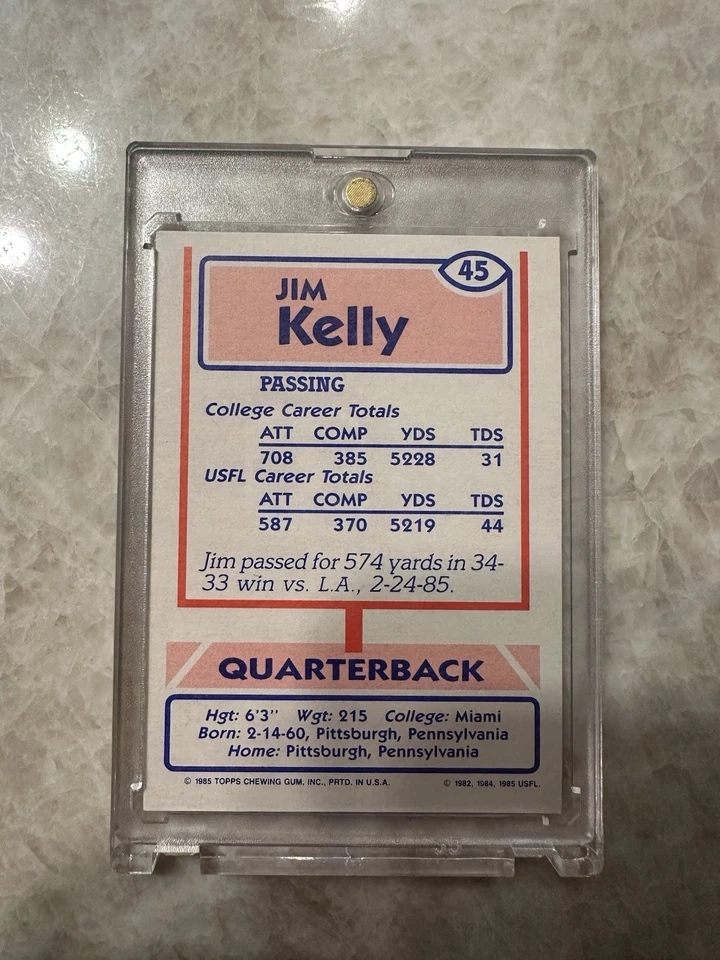 45
JIM
Kelly
PASSING
College Career Totals
ATT COMP YDS TDS
708 385 5228 31
USFL Career Totals
ATT COMP YDS TDS
587 370 5219 44
Jim passed for 574 yards in 34-
33 win vs. L.A., 2-24-85.
QUARTERBACK
Hgt: 6'3'' Wgt: 215 College: Miami
Born: 2-14-60, Pittsburgh, Pennsylvania
Home: Pittsburgh, Pennsylvania
© 1985 TOPPS CHEWING GUM, INC., PRTD. IN U.S.A. © 1982, 1984, 1985 USFL.